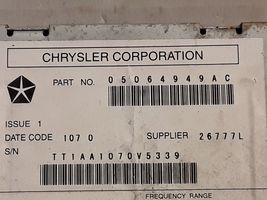 CHRYSLER CORPORATION
PART NO. 05064949AC
ISSUE 1
DATE CODE 107 0 SUPPLIER 26777L
S/N TT1AA1070V5339
FREQUENCY RANGE